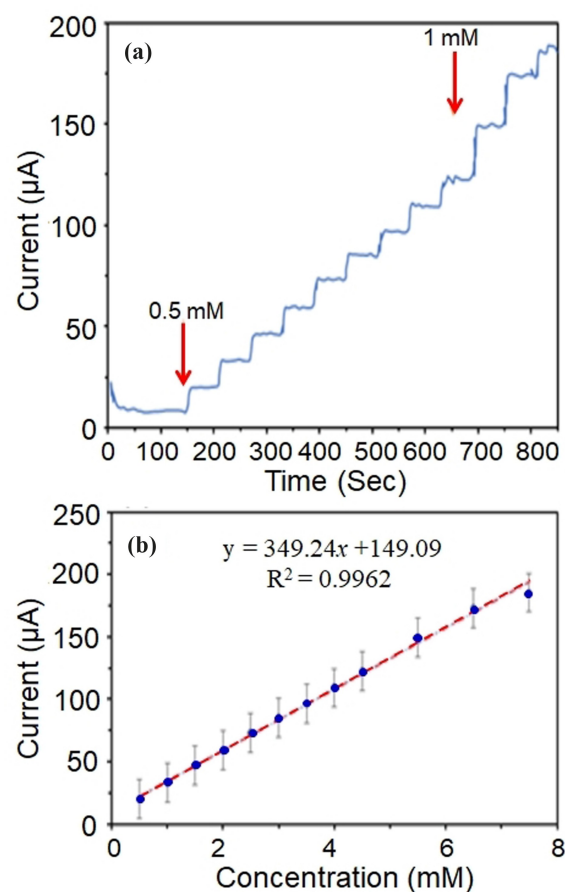 (a)
1 mM
0.5 mM
200
150
100
50
0
Current (µA)
0 100 200 300 400 500 600 700 800
Time (Sec)
(b)
y = 349.24x +149.09
R² = 0.9962
250
200
150
100
50
0
Current (µA)
0 2 4 6 8
Concentration (mM)